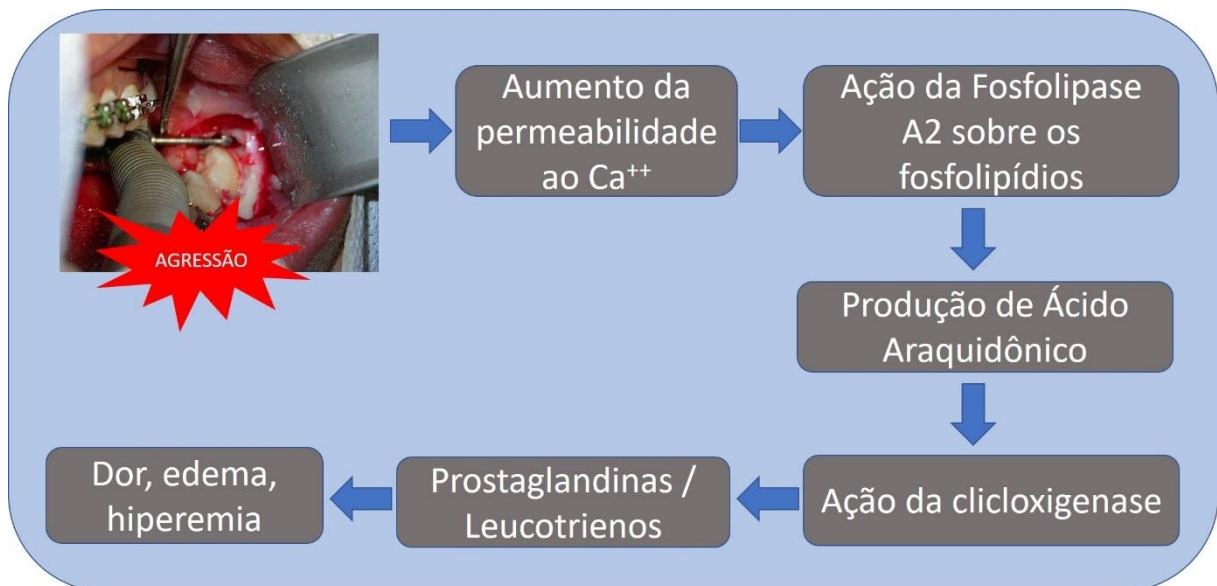 AGRESSÃO
Aumento da
permeabilidade
ao Ca⁺⁺
Ação da Fosfolipase
A2 sobre os
fosfolipídios
Produção de Ácido
Araquidônico
Ação da clicloxigenase
Prostaglandinas /
Leucotrienos
Dor, edema,
hiperemia